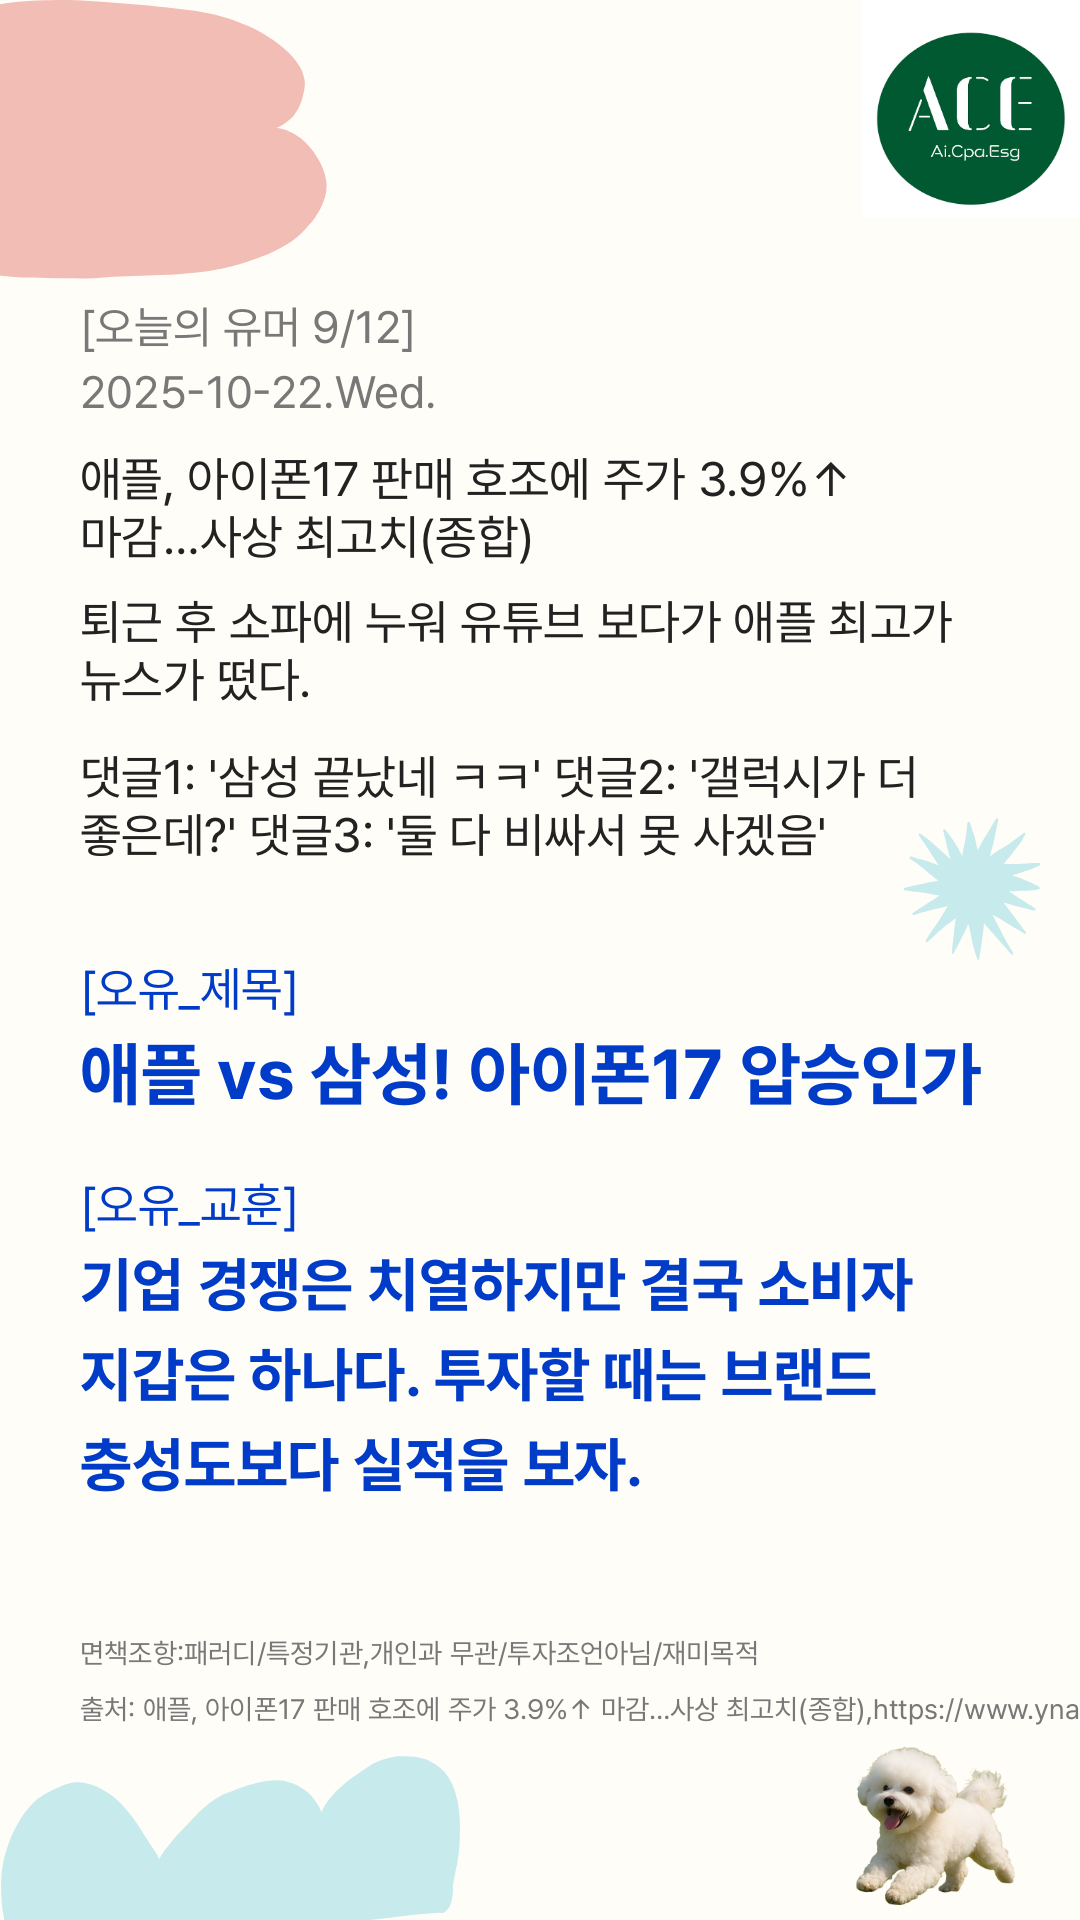 ACE
Ai.Cpa.Esg
[오늘의 유머 9/12]
2025-10-22.Wed.
애플, 아이폰17 판매 호조에 주가 3.9%↑
마감…사상 최고치(종합)
퇴근 후 소파에 누워 유튜브 보다가 애플 최고가
뉴스가 떴다.
댓글1: '삼성 끝났네 ㅋㅋ' 댓글2: '갤럭시가 더
좋은데?' 댓글3: '둘 다 비싸서 못 사겠음'
[오유_제목]
애플 vs 삼성! 아이폰17 압승인가
[오유_교훈]
기업 경쟁은 치열하지만 결국 소비자
지갑은 하나다. 투자할 때는 브랜드
충성도보다 실적을 보자.
면책조항:패러디/특정기관,개인과 무관/투자조언아님/재미목적
출처: 애플, 아이폰17 판매 호조에 주가 3.9%↑ 마감…사상 최고치(종합),https://www.yna